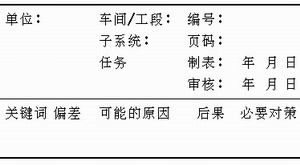 单位: 车间/工段: 编号:
子系统: 页码:
任务 制表: 年 月 日
审核: 年 月 日
关键词 偏差 可能的原因 后果 必要对策